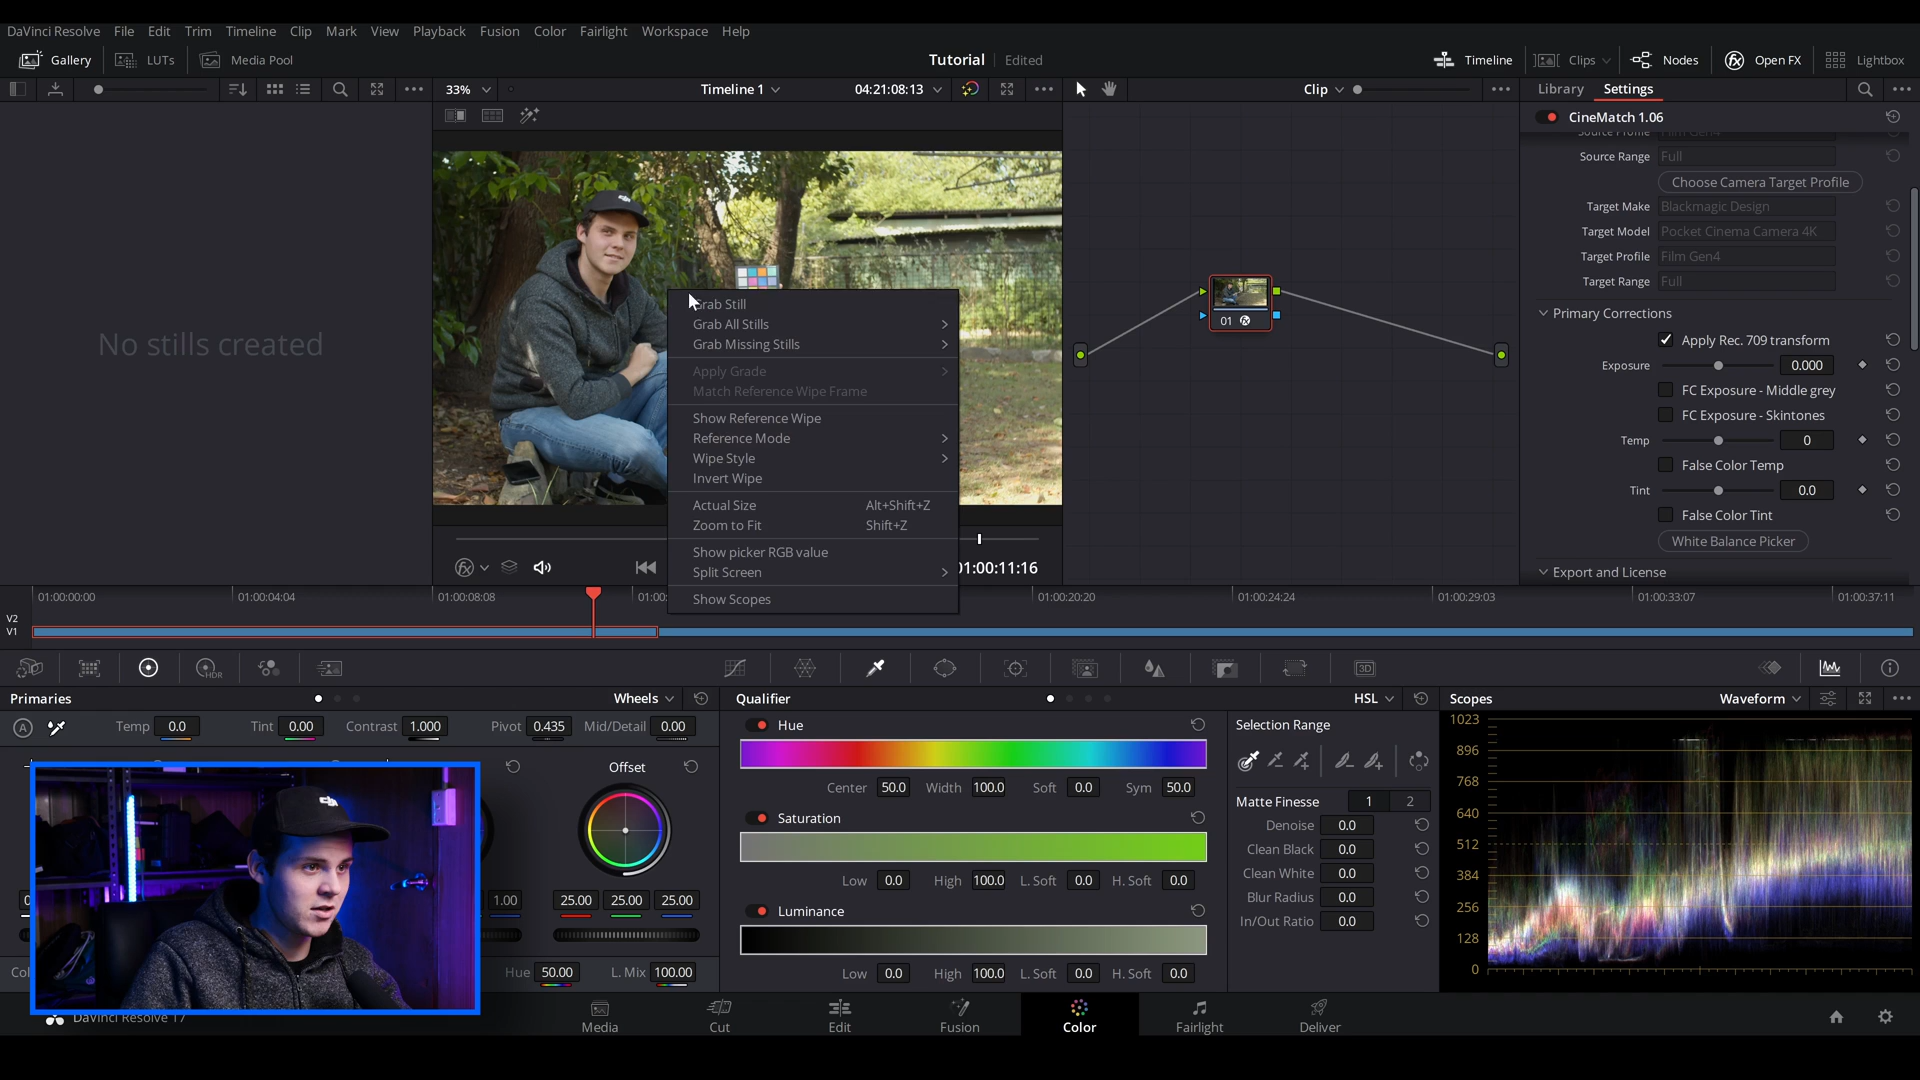 DaVinci Resolve File Edit Trim Timeline Clip Mark View Playback Fusion Color Fairlight Workspace Help
Gallery LUTs Media Pool Tutorial Edited Timeline Clips Nodes Open FX Lightbox
33% Timeline 1 04:21:08:13 Clip Library Settings
CineMatch 1.06
Source Profile Film Gen4
Source Range Full
Choose Camera Target Profile
Target Make Blackmagic Design
Target Model Pocket Cinema Camera 4K
Target Profile Film Gen4
Target Range Full
Primary Corrections
Apply Rec. 709 transform
Exposure 0.000
FC Exposure - Middle grey
FC Exposure - Skintones
Temp 0
False Color Temp
Tint 0.0
False Color Tint
White Balance Picker
Export and License
No stills created
01
Grab Still
Grab All Stills
Grab Missing Stills
Apply Grade
Match Reference Wipe Frame
Show Reference Wipe
Reference Mode
Wipe Style
Invert Wipe
Actual Size Alt+Shift+Z
Zoom to Fit Shift+Z
Show picker RGB value
Split Screen
Show Scopes
01:00:11:16
01:00:00:00 01:00:04:04 01:00:08:08 01:00: 01:00:20:20 01:00:24:24 01:00:29:03 01:00:33:07 01:00:37:11
V2
V1
HDR 3D
Primaries Wheels
A Temp 0.0 Tint 0.00 Contrast 1.000 Pivot 0.435 Mid/Detail 0.00
Offset
1.00 25.00 25.00 25.00
Col Hue 50.00 L. Mix 100.00
Qualifier HSL
Hue
Center 50.0 Width 100.0 Soft 0.0 Sym 50.0
Saturation
Low 0.0 High 100.0 L. Soft 0.0 H. Soft 0.0
Luminance
Low 0.0 High 100.0 L. Soft 0.0 H. Soft 0.0
Selection Range
Matte Finesse 1 2
Denoise 0.0
Clean Black 0.0
Clean White 0.0
Blur Radius 0.0
In/Out Ratio 0.0
Scopes Waveform
1023
896
768
640
512
384
256
128
0
DaVinci Resolve 17
Media Cut Edit Fusion Color Fairlight Deliver